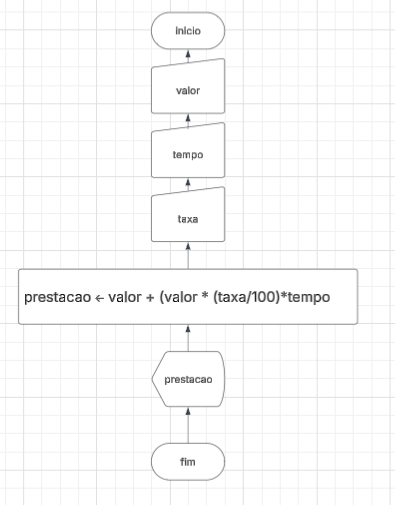 inicio
valor
tempo
taxa
prestacao ← valor + (valor * (taxa/100)*tempo
prestacao
fim